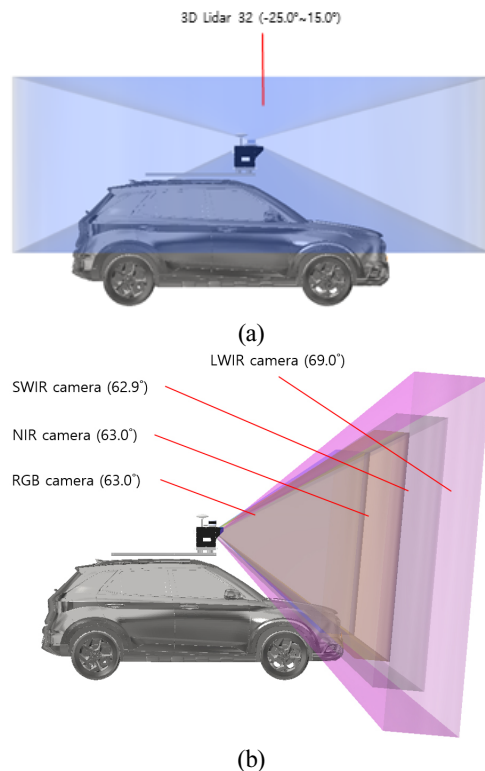 3D Lidar 32 (-25.0°~15.0°)
(a)
LWIR camera (69.0°)
SWIR camera (62.9°)
NIR camera (63.0°)
RGB camera (63.0°)
(b)